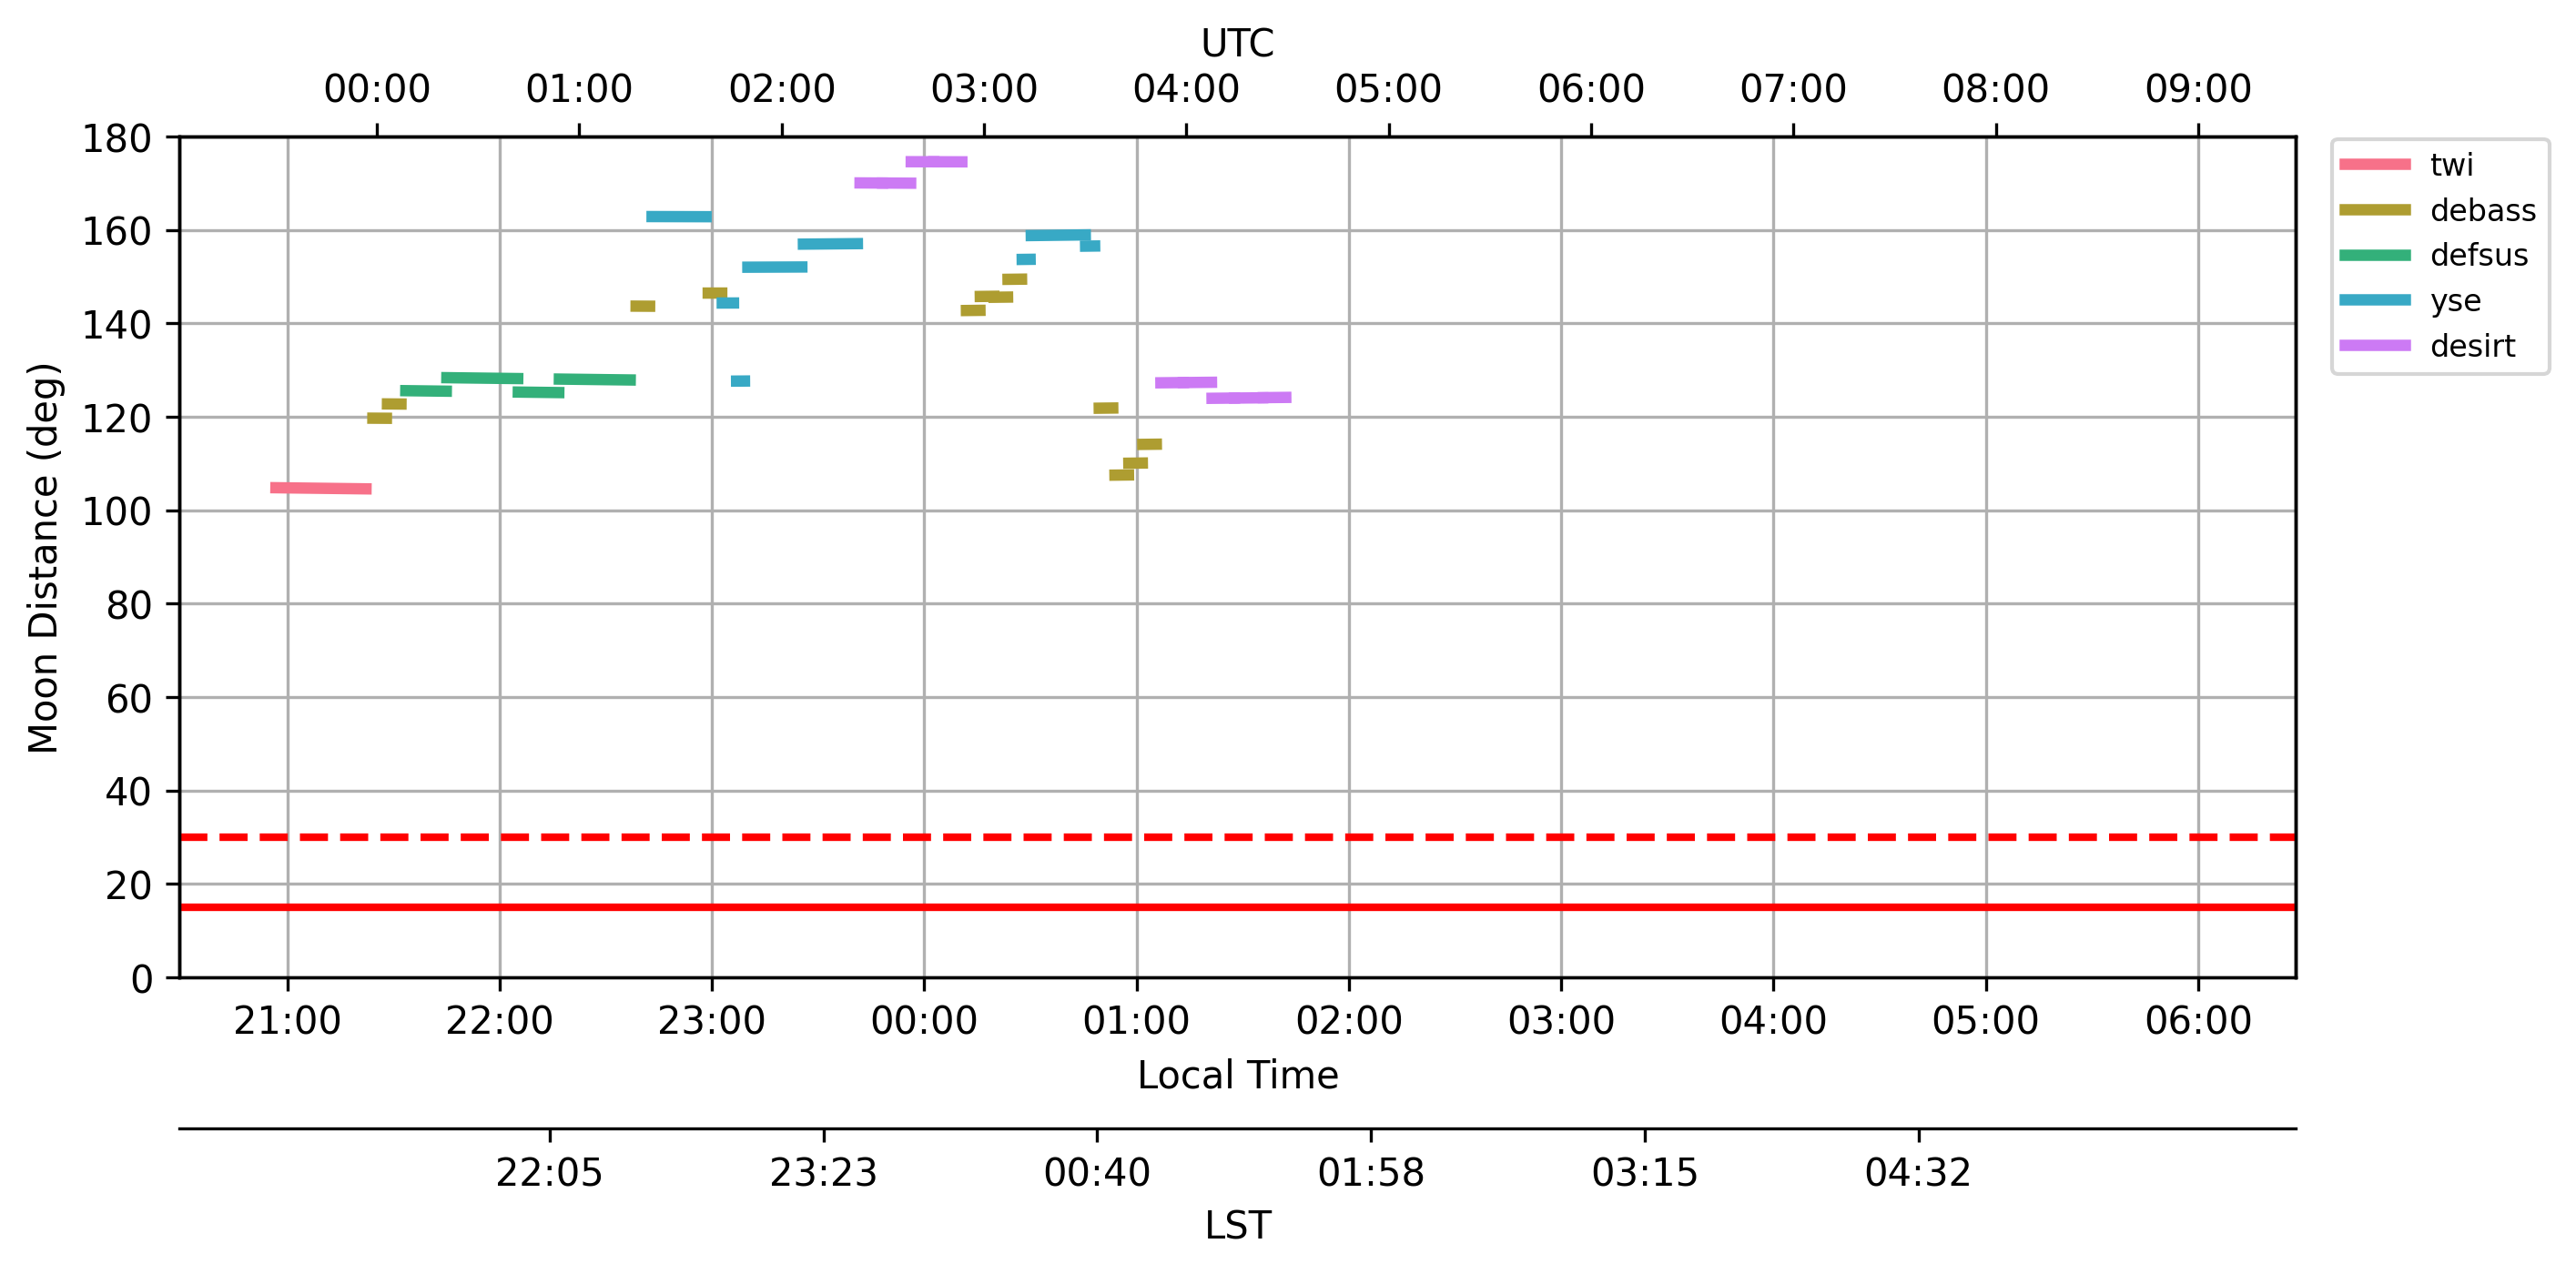 UTC
00:00 01:00 02:00 03:00 04:00 05:00 06:00 07:00 08:00 09:00
180
160
140
120
100
80
60
40
20
0
Moon Distance (deg)
twi
debass
defsus
yse
desirt
21:00 22:00 23:00 00:00 01:00 02:00 03:00 04:00 05:00 06:00
Local Time
22:05 23:23 00:40 01:58 03:15 04:32
LST